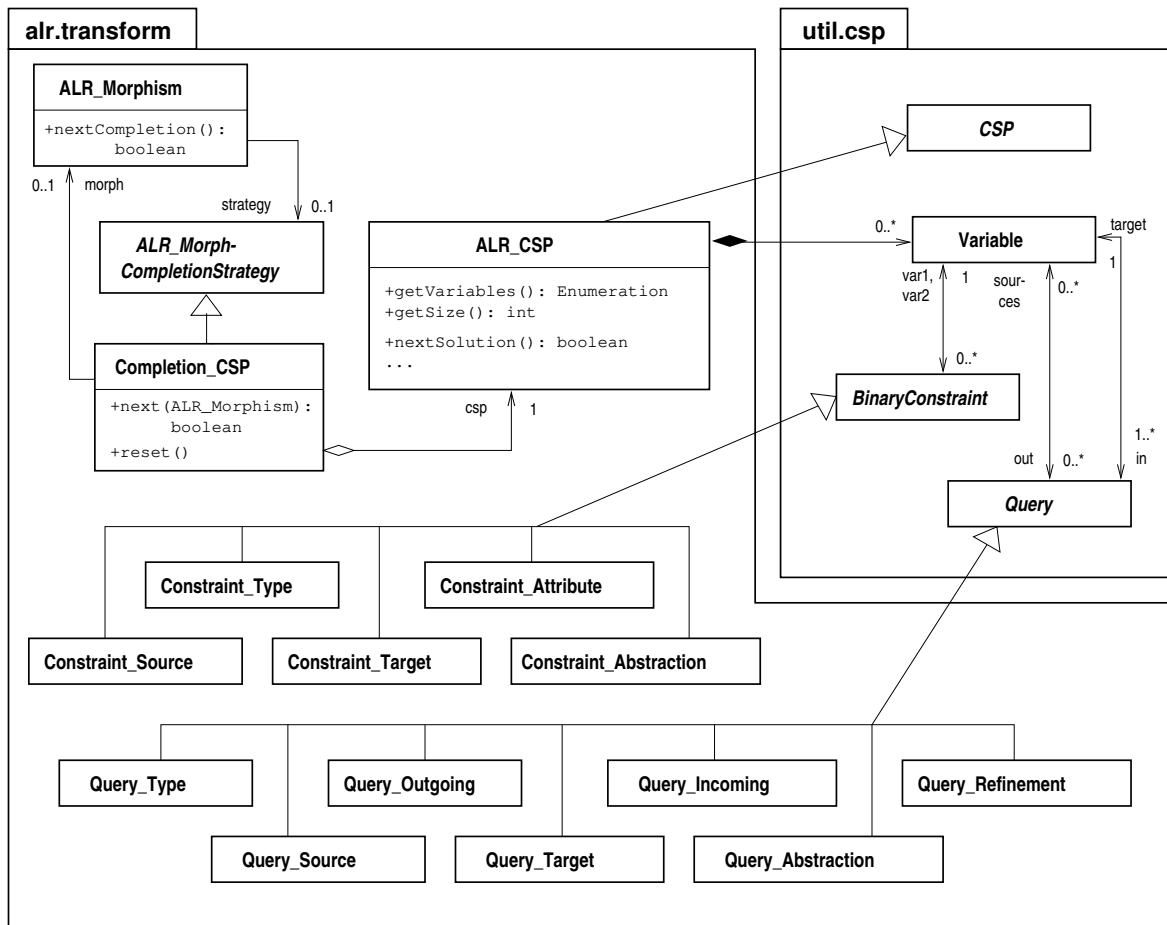 alr.transform
util.csp
ALR_Morphism
+nextCompletion():
boolean
0..1
morph
strategy
0..1
ALR_Morph-
CompletionStrategy
Completion_CSP
+next(ALR_Morphism):
boolean
+reset()
ALR_CSP
+getVariables(): Enumeration
+getSize(): int
+nextSolution(): boolean
...
csp
1
CSP
0..*
Variable
target
1
var1,
var2
1
sour-
ces
0..*
0..*
BinaryConstraint
out
0..*
1..*
in
Query
Constraint_Type
Constraint_Attribute
Constraint_Source
Constraint_Target
Constraint_Abstraction
Query_Type
Query_Outgoing
Query_Incoming
Query_Refinement
Query_Source
Query_Target
Query_Abstraction